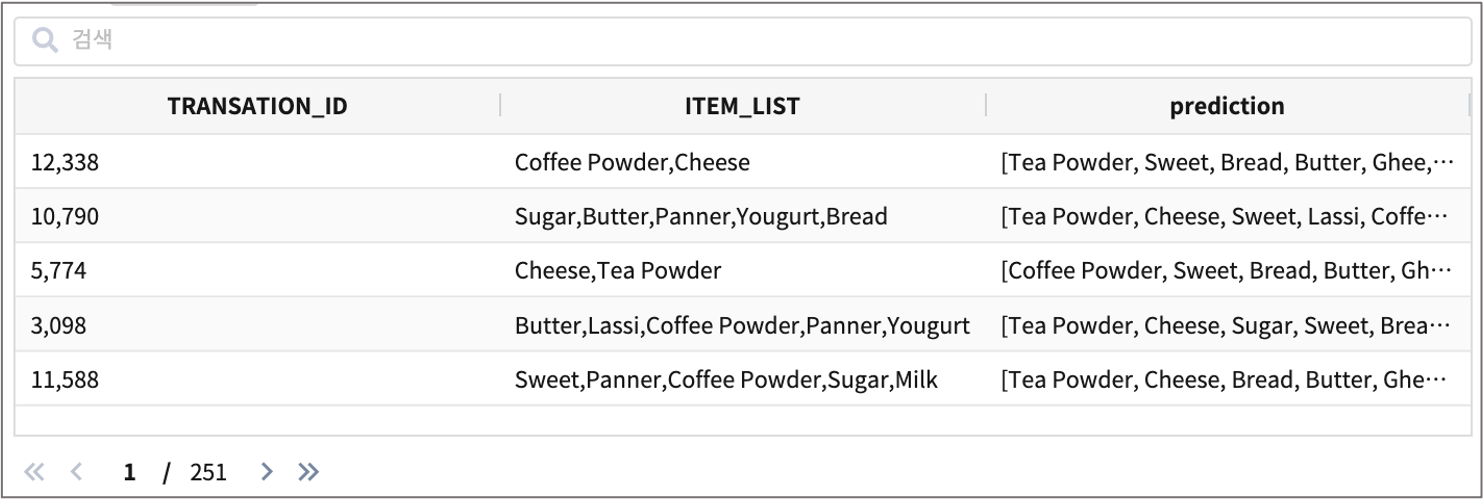 검색
TRANSATION_ID ITEM_LIST prediction
12,338 Coffee Powder,Cheese [Tea Powder, Sweet, Bread, Butter, Ghee,···
10,790 Sugar,Butter,Panner,Yougurt,Bread [Tea Powder, Cheese, Sweet, Lassi, Coffe···
5,774 Cheese,Tea Powder [Coffee Powder, Sweet, Bread, Butter, Gh···
3,098 Butter,Lassi,Coffee Powder,Panner,Yougurt [Tea Powder, Cheese, Sugar, Sweet, Brea···
11,588 Sweet,Panner,Coffee Powder,Sugar,Milk [Tea Powder, Cheese, Bread, Butter, Ghe···
1 / 251